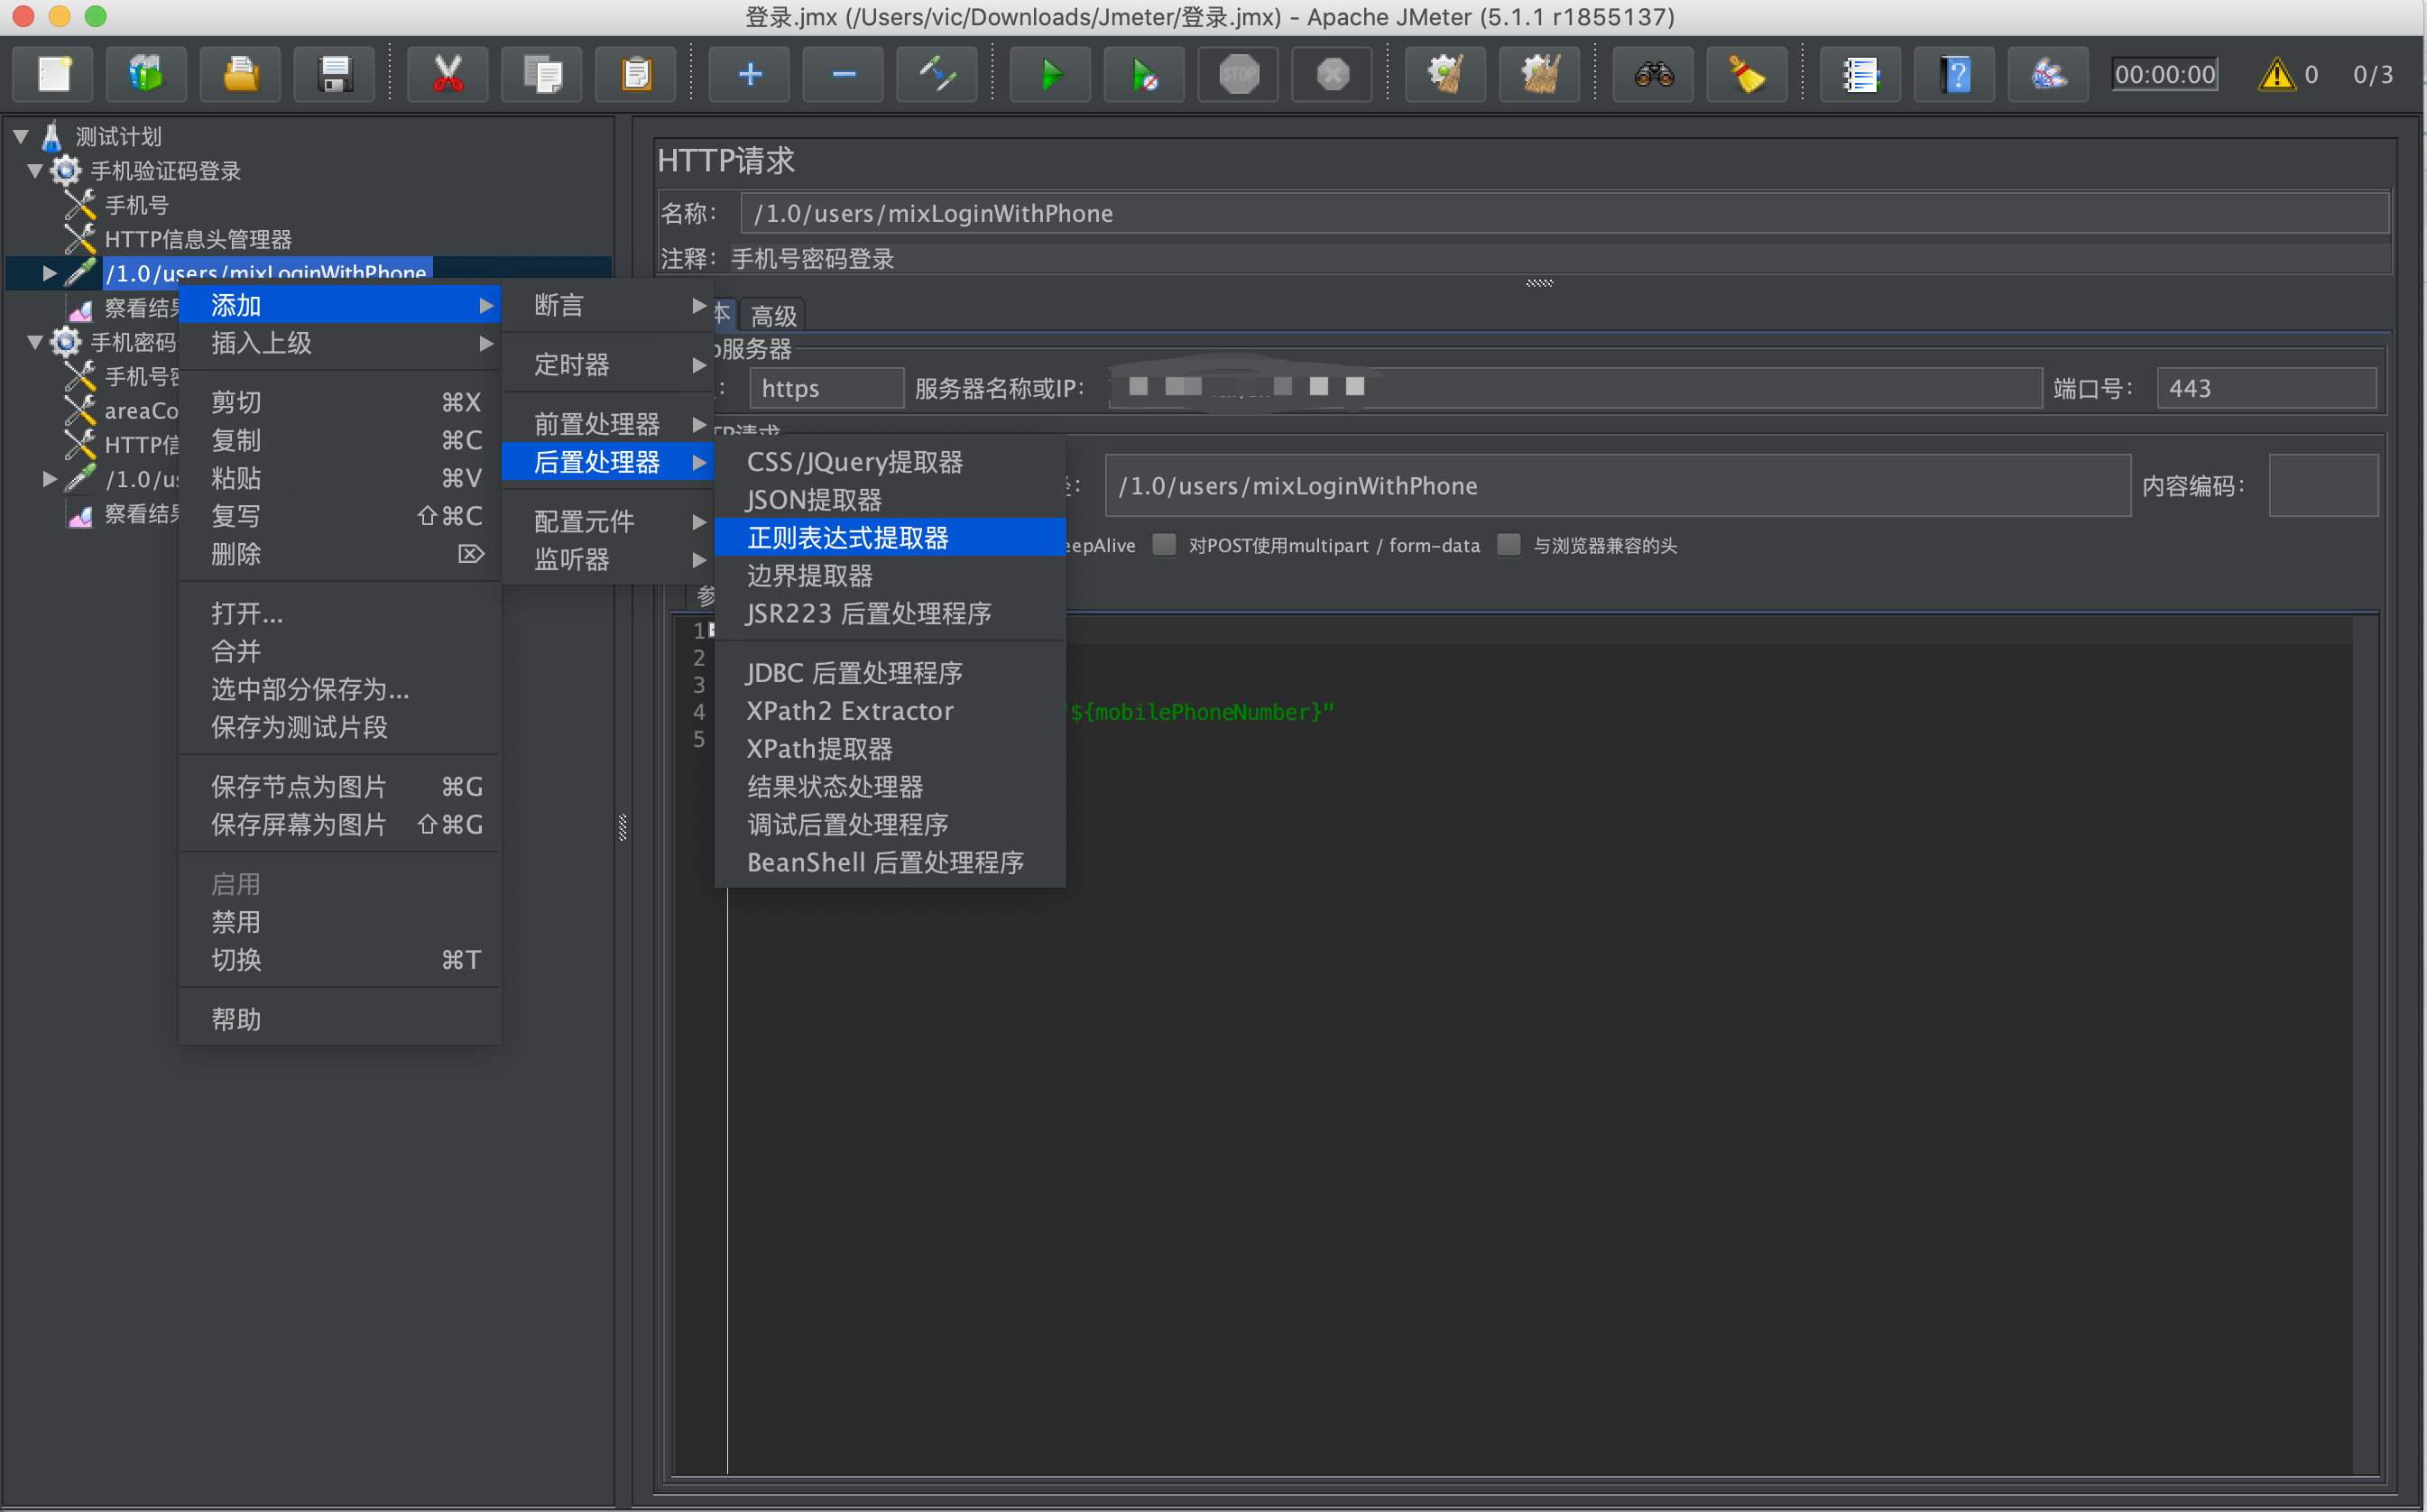 登录.jmx (/Users/vic/Downloads/Jmeter/登录.jmx) - Apache JMeter (5.1.1 r1855137)
STOP
00:00:00
0
0/3
测试计划
手机验证码登录
手机号
HTTP信息头管理器
/1.0/users/mixLoginWithPhone
察看结果
手机密码
手机号
areaCo
HTTP信
/1.0/us
察看结果
添加
插入上级
剪切 ⌘X
复制 ⌘C
粘贴 ⌘V
复写 ⇧⌘C
删除 ⌦
打开...
合并
选中部分保存为...
保存为测试片段
保存节点为图片 ⌘G
保存屏幕为图片 ⇧⌘G
启用
禁用
切换 ⌘T
帮助
断言
定时器
前置处理器
后置处理器
配置元件
监听器
CSS/JQuery提取器
JSON提取器
正则表达式提取器
边界提取器
JSR223 后置处理程序
JDBC 后置处理程序
XPath2 Extractor
XPath提取器
结果状态处理器
调试后置处理程序
BeanShell 后置处理程序
HTTP请求
名称： /1.0/users/mixLoginWithPhone
注释： 手机号密码登录
本 高级
服务器
： https 服务器名称或IP： 端口号： 443
TP请求
： /1.0/users/mixLoginWithPhone 内容编码：
eepAlive 对POST使用multipart / form-data 与浏览器兼容的头
参
1
2
3
4 ${mobilePhoneNumber}"
5